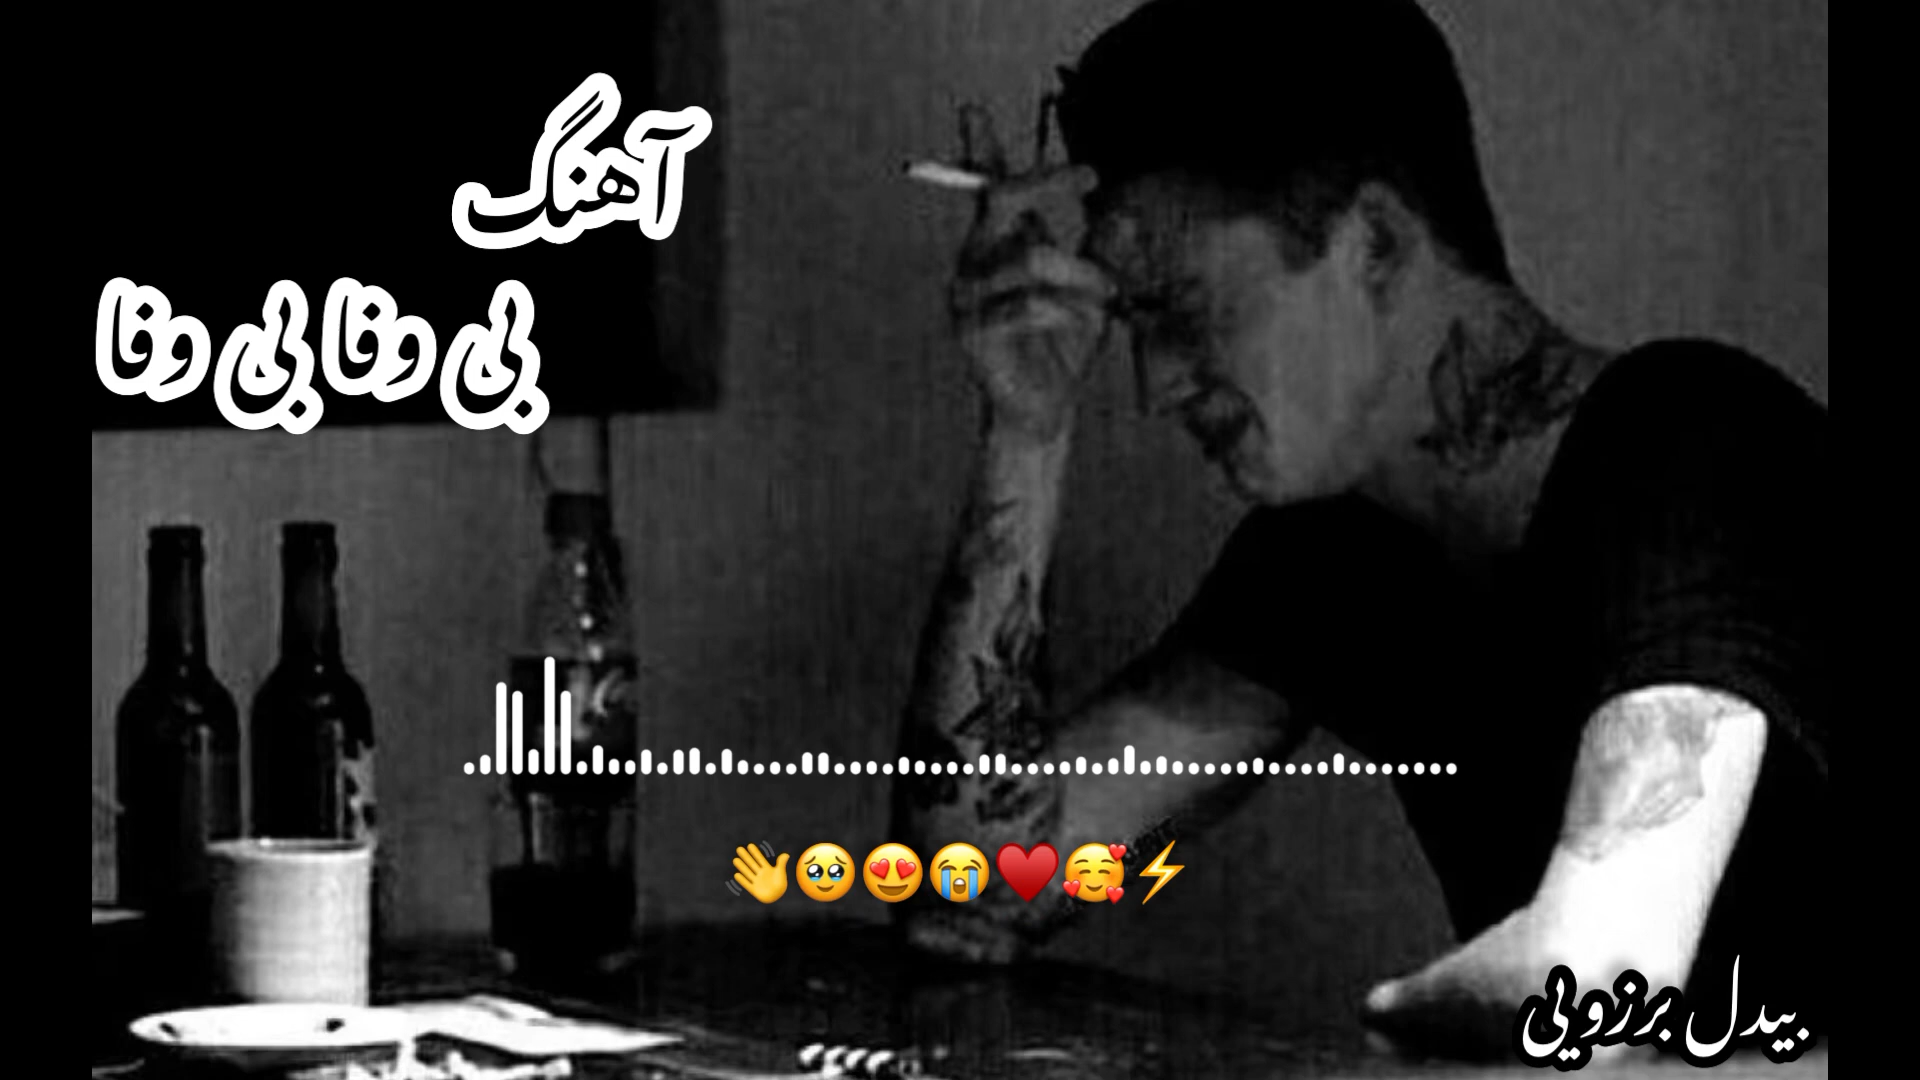 آهنگ
بی وفا بی وفا
👋🥹😍😭♥️🥰⚡
بیدل برزویی